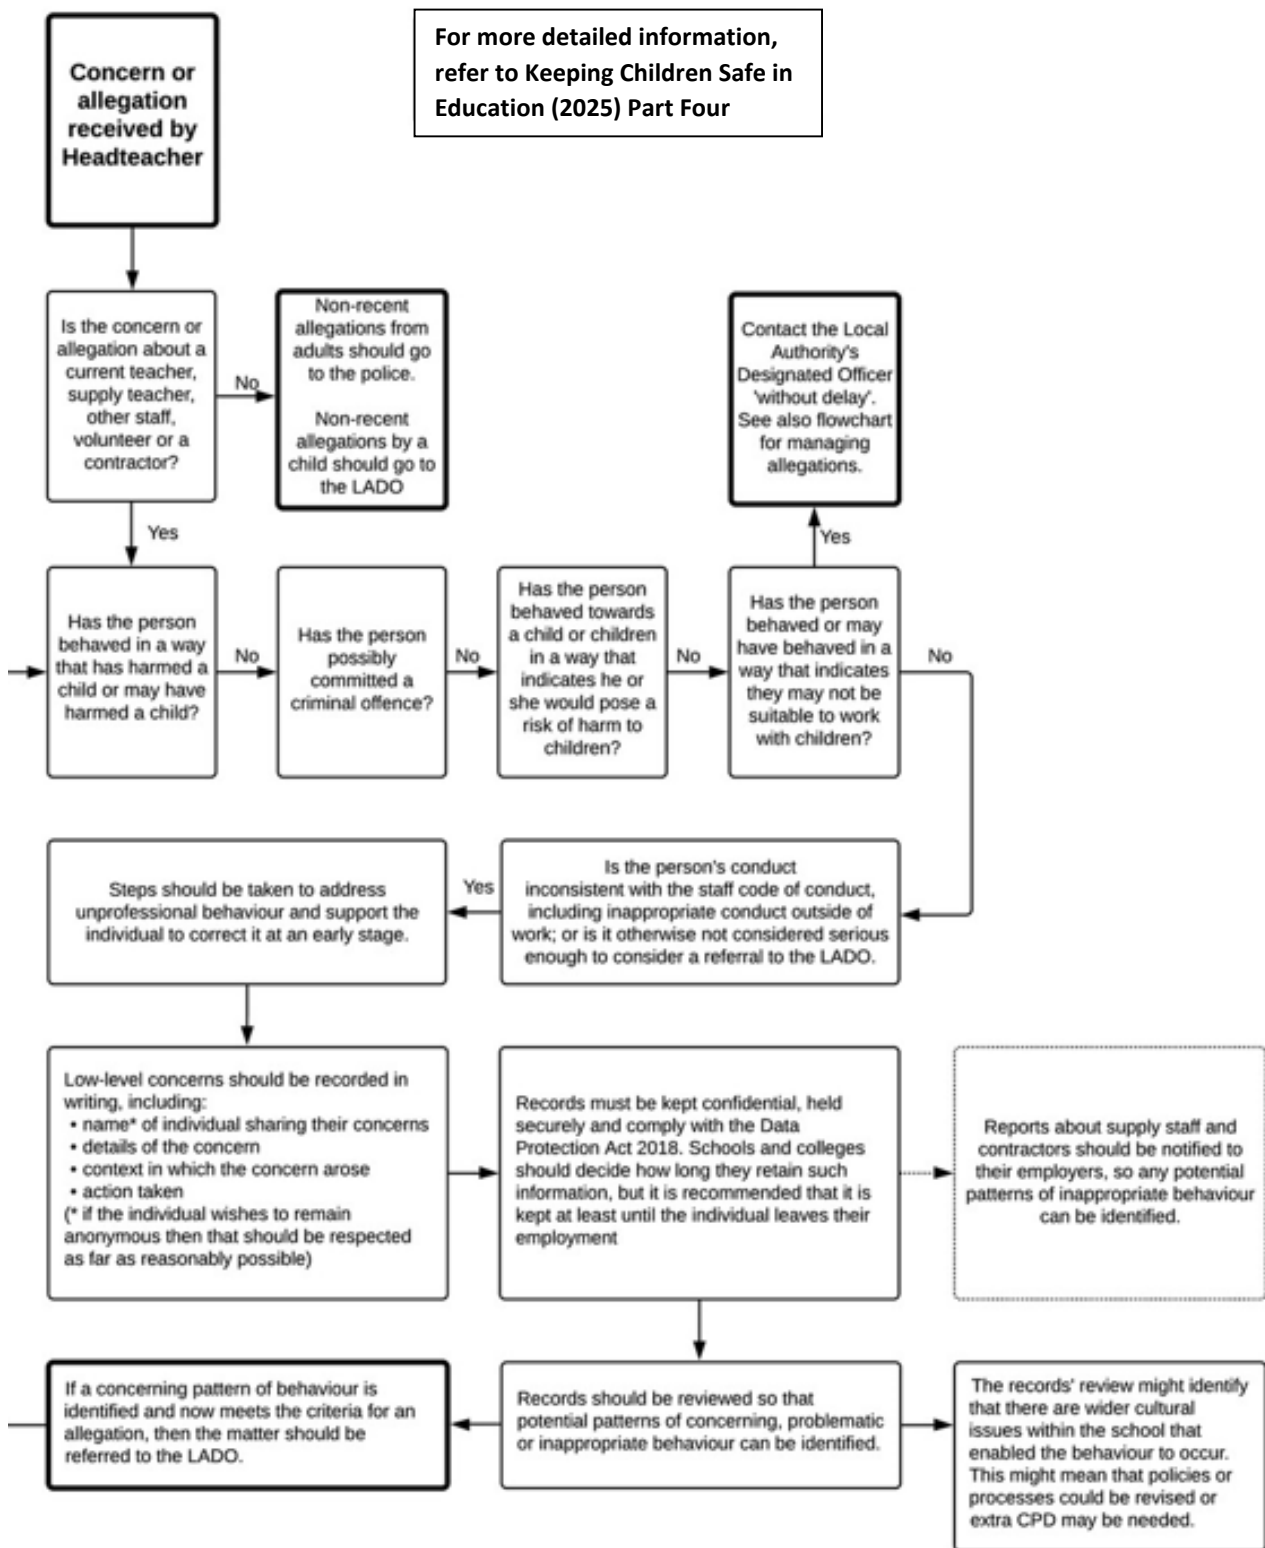 For more detailed information,
refer to Keeping Children Safe in
Education (2025) Part Four
Concern or
allegation
received by
Headteacher
Is the concern or
allegation about a
current teacher,
supply teacher,
other staff,
volunteer or a
contractor?
No
Non-recent
allegations from
adults should go
to the police.
Non-recent
allegations by a
child should go to
the LADO
Contact the Local
Authority's
Designated Officer
'without delay'.
See also flowchart
for managing
allegations.
Yes
Yes
Has the person
behaved in a way
that has harmed a
child or may have
harmed a child?
No
Has the person
possibly
committed a
criminal offence?
No
Has the person
behaved towards
a child or children
in a way that
indicates he or
she would pose a
risk of harm to
children?
No
Has the person
behaved or may
have behaved in a
way that indicates
they may not be
suitable to work
with children?
No
Steps should be taken to address
unprofessional behaviour and support the
individual to correct it at an early stage.
Yes
Is the person's conduct
inconsistent with the staff code of conduct,
including inappropriate conduct outside of
work; or is it otherwise not considered serious
enough to consider a referral to the LADO.
Low-level concerns should be recorded in
writing, including:
• name* of individual sharing their concerns
• details of the concern
• context in which the concern arose
• action taken
(* if the individual wishes to remain
anonymous then that should be respected
as far as reasonably possible)
Records must be kept confidential, held
securely and comply with the Data
Protection Act 2018. Schools and colleges
should decide how long they retain such
information, but it is recommended that it is
kept at least until the individual leaves their
employment
Reports about supply staff and
contractors should be notified to
their employers, so any potential
patterns of inappropriate behaviour
can be identified.
If a concerning pattern of behaviour is
identified and now meets the criteria for an
allegation, then the matter should be
referred to the LADO.
Records should be reviewed so that
potential patterns of concerning, problematic
or inappropriate behaviour can be identified.
The records' review might identify
that there are wider cultural
issues within the school that
enabled the behaviour to occur.
This might mean that policies or
processes could be revised or
extra CPD may be needed.